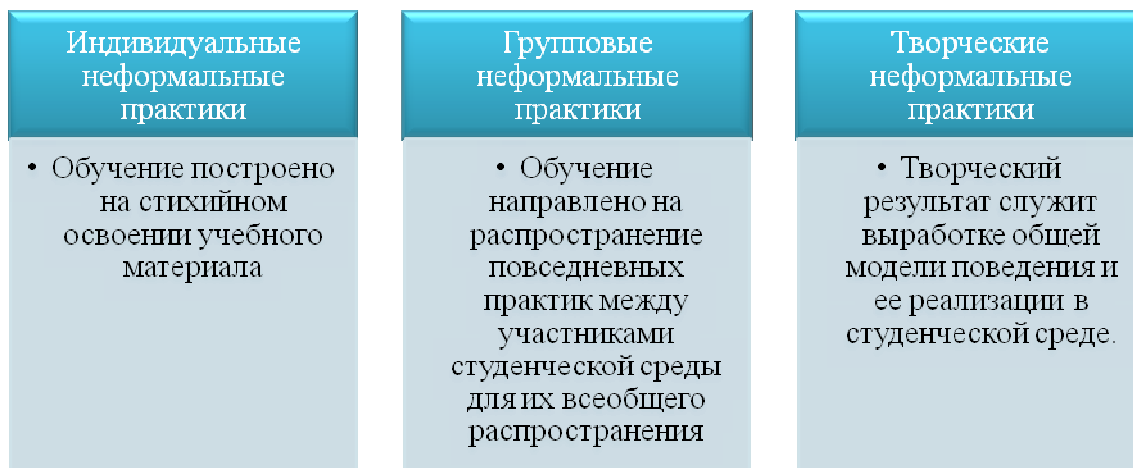 Индивидуальные
неформальные
практики
• Обучение построено
на стихийном
освоении учебного
материала
Групповые
неформальные
практики
• Обучение
направлено на
распространение
повседневных
практик между
участниками
студенческой среды
для их всеобщего
распространения
Творческие
неформальные
практики
• Творческий
результат служит
выработке общей
модели поведения и
ее реализации в
студенческой среде.